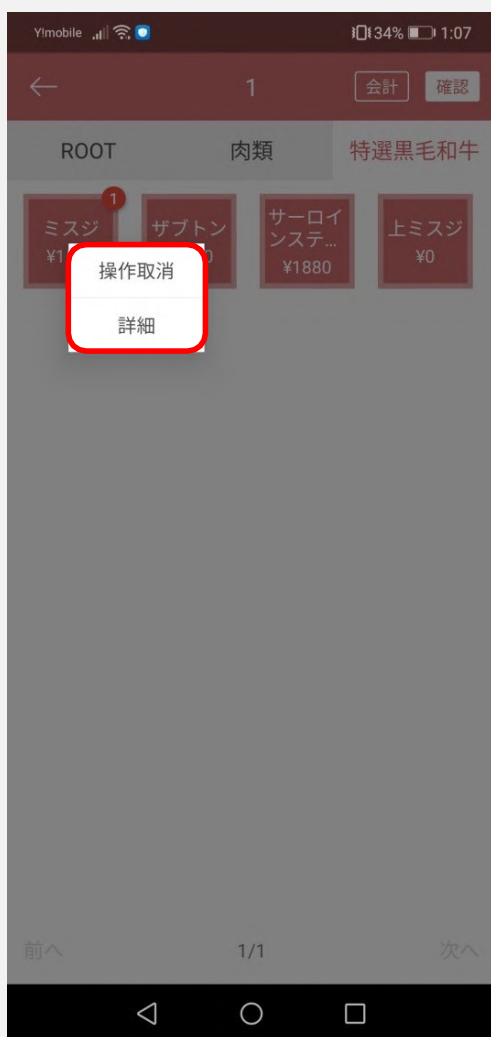 Y!mobile 34% 1:07
1 会計 確認
ROOT 肉類 特選黒毛和牛
1
ミスジ ザブトン サーロイ
ンステ... 上ミスジ
¥1880 ¥0
操作取消
詳細
前へ 1/1 次へ